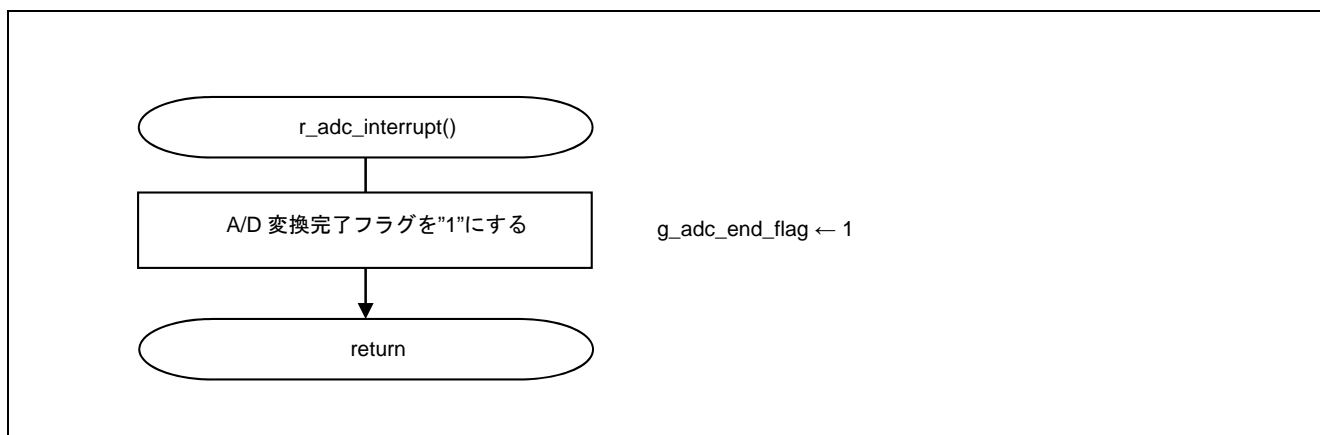 r_adc_interrupt()
A/D 変換完了フラグを”1”にする
g_adc_end_flag ← 1
return